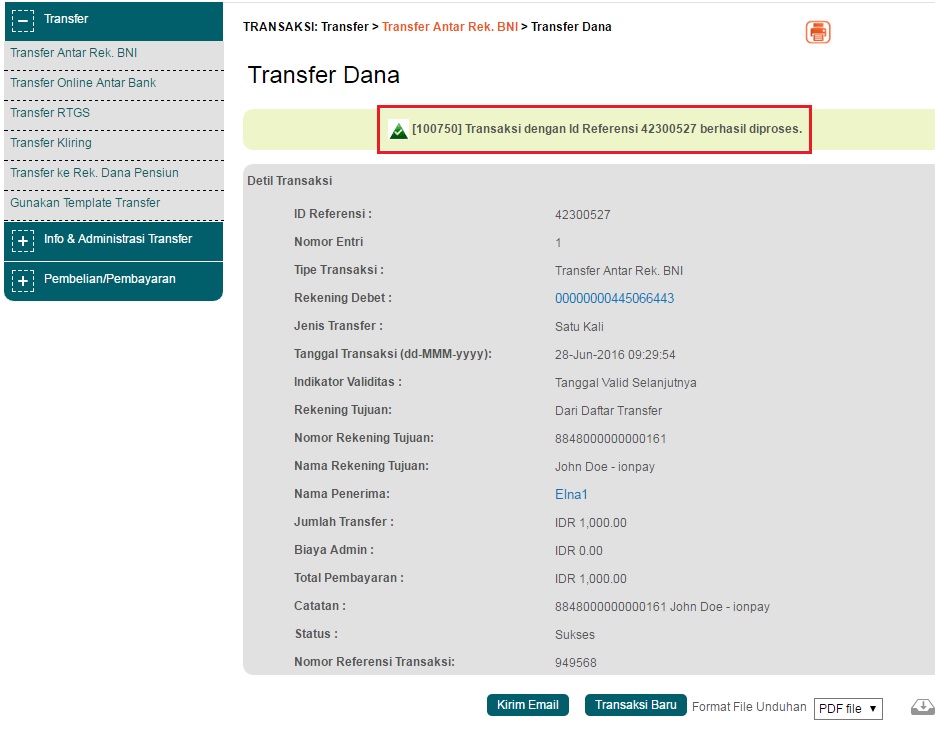 Transfer
Transfer Antar Rek. BNI
Transfer Online Antar Bank
Transfer RTGS
Transfer Kliring
Transfer ke Rek. Dana Pensiun
Gunakan Template Transfer
Info & Administrasi Transfer
Pembelian/Pembayaran
TRANSAKSI: Transfer > Transfer Antar Rek. BNI > Transfer Dana
Transfer Dana
[100750] Transaksi dengan Id Referensi 42300527 berhasil diproses.
Detil Transaksi
ID Referensi : 42300527
Nomor Entri 1
Tipe Transaksi : Transfer Antar Rek. BNI
Rekening Debet : 00000000445066443
Jenis Transfer : Satu Kali
Tanggal Transaksi (dd-MMM-yyyy): 28-Jun-2016 09:29:54
Indikator Validitas : Tanggal Valid Selanjutnya
Rekening Tujuan: Dari Daftar Transfer
Nomor Rekening Tujuan: 8848000000000161
Nama Rekening Tujuan: John Doe - ionpay
Nama Penerima: Elna1
Jumlah Transfer : IDR 1,000.00
Biaya Admin : IDR 0.00
Total Pembayaran : IDR 1,000.00
Catatan : 8848000000000161 John Doe - ionpay
Status : Sukses
Nomor Referensi Transaksi: 949568
Kirim Email Transaksi Baru Format File Unduhan PDF file